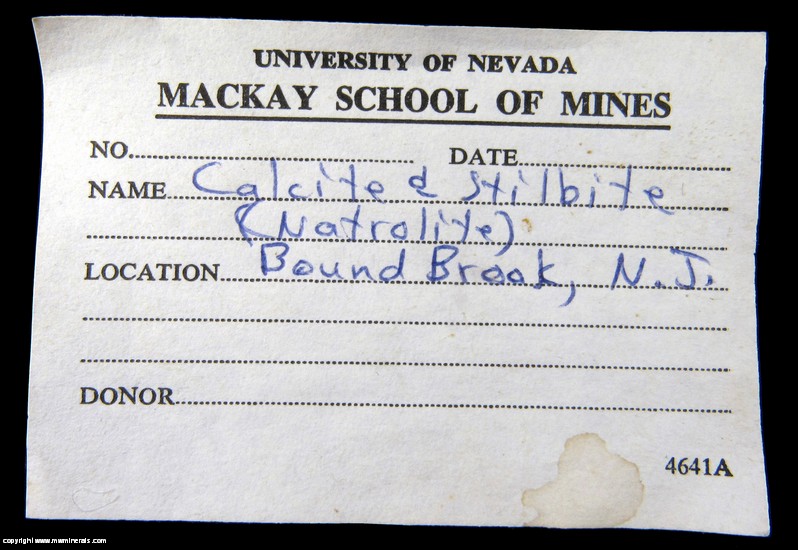 UNIVERSITY OF NEVADA
MACKAY SCHOOL OF MINES
NO. DATE
NAME Calcite & Stilbite
(Natrolite)
LOCATION Bound Brook, N.J.
DONOR
4641A
copyright www.mwminerals.com